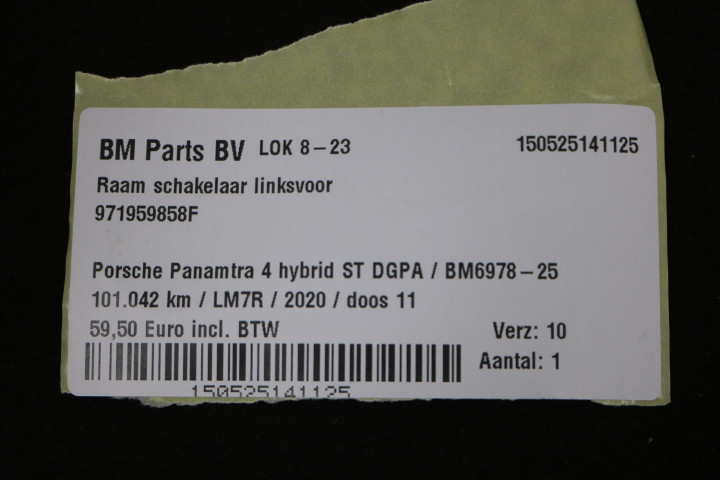 BM Parts BV LOK 8-23 150525141125
Raam schakelaar linksvoor
971959858F
Porsche Panamtra 4 hybrid ST DGPA / BM6978-25
101.042 km / LM7R / 2020 / doos 11
59,50 Euro incl. BTW Verz: 10
Aantal: 1
150525141125